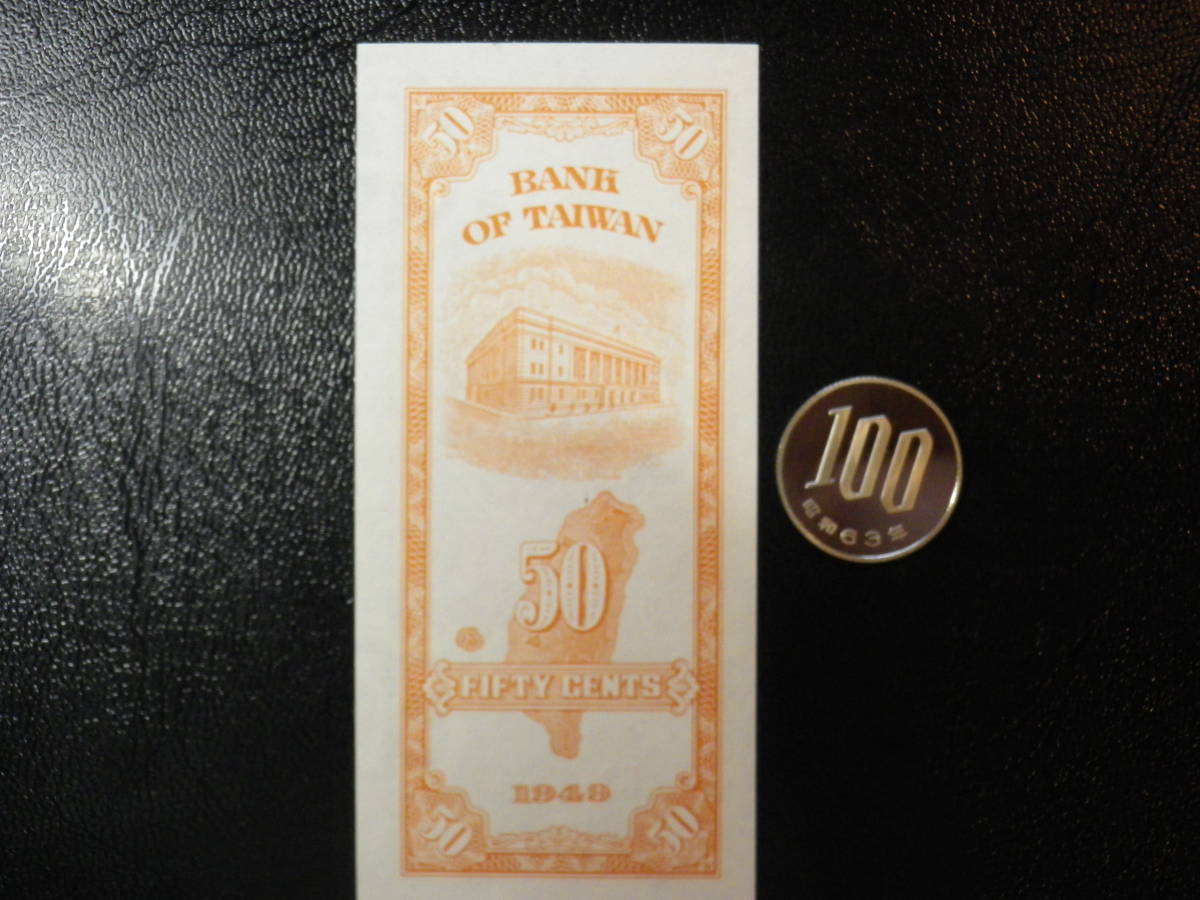 50 50
BANK
OF TAIWAN
50
FIFTY CENTS
1949
50 50
100
昭和63年